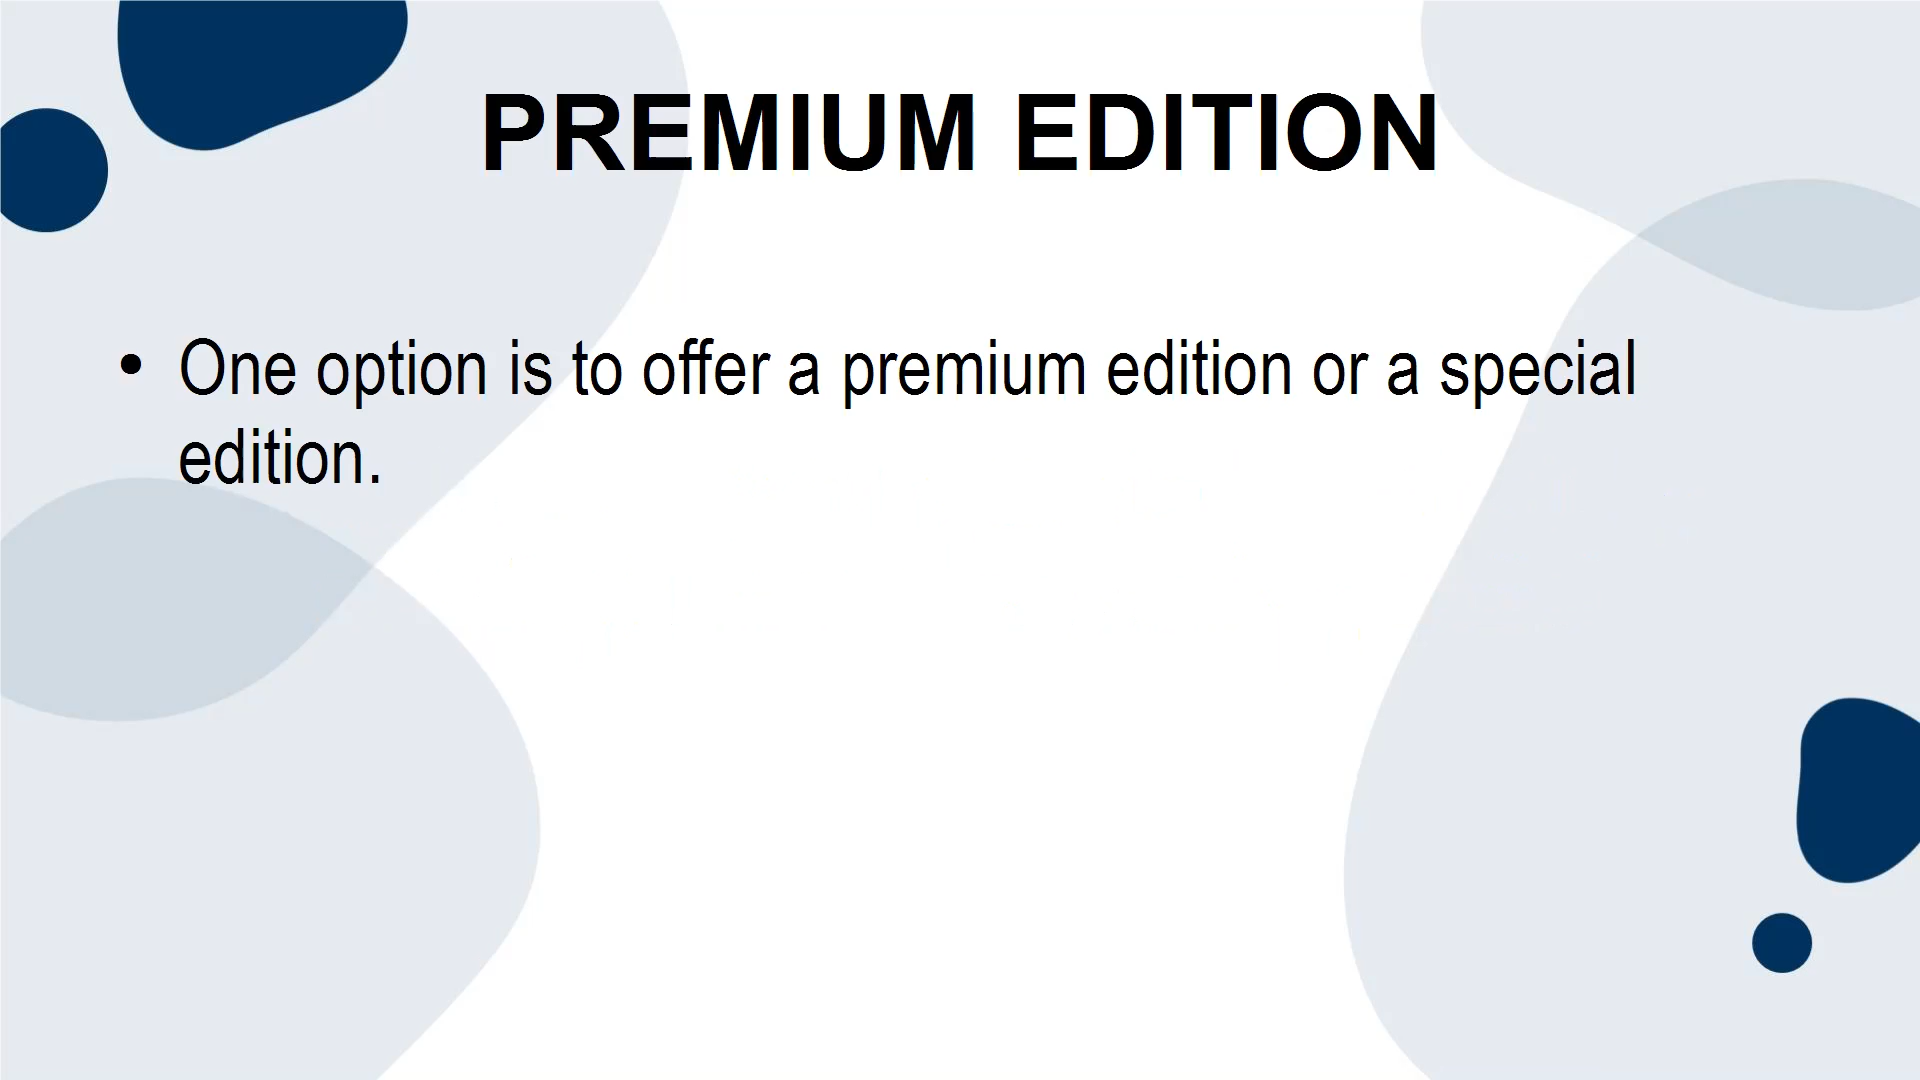 PREMIUM EDITION
• One option is to offer a premium edition or a special
edition.